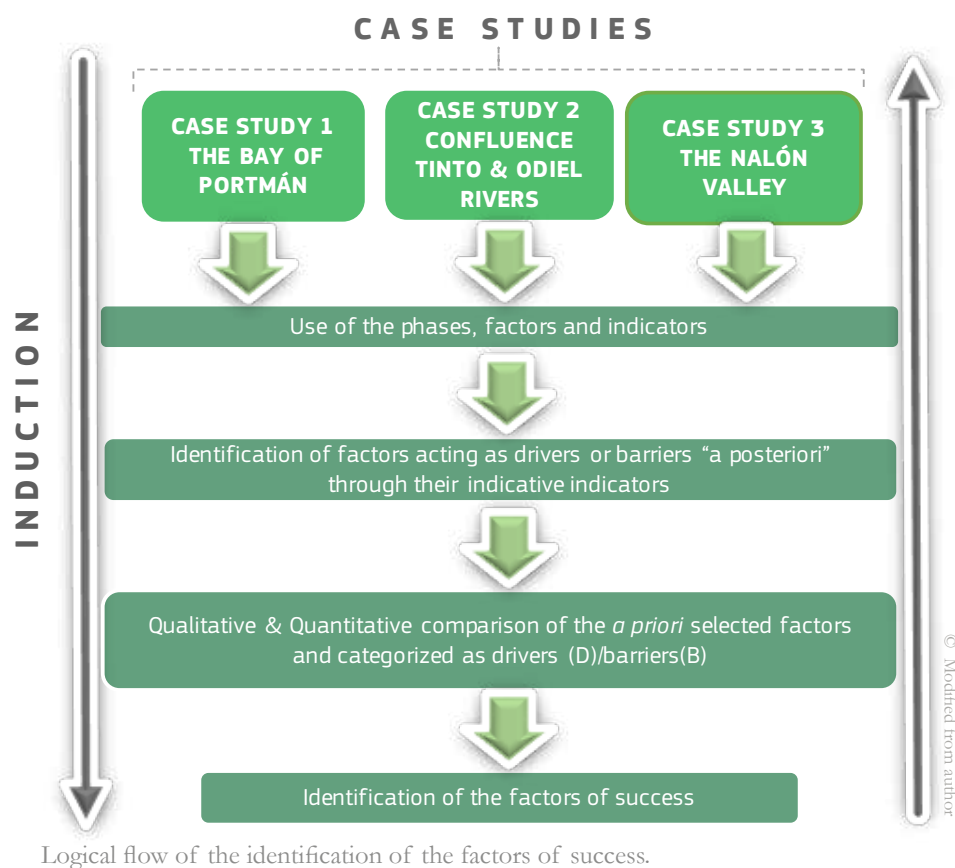 CASE STUDIES
CASE STUDY 1
THE BAY OF
PORTMÁN
CASE STUDY 2
CONFLUENCE
TINTO & ODIEL
RIVERS
CASE STUDY 3
THE NALÓN
VALLEY
INDUCTION
Use of the phases, factors and indicators
Identification of factors acting as drivers or barriers “a posteriori”
through their indicative indicators
Qualitative & Quantitative comparison of the a priori selected factors
and categorized as drivers (D)/barriers(B)
Identification of the factors of success
© Modified from author
Logical flow of the identification of the factors of success.